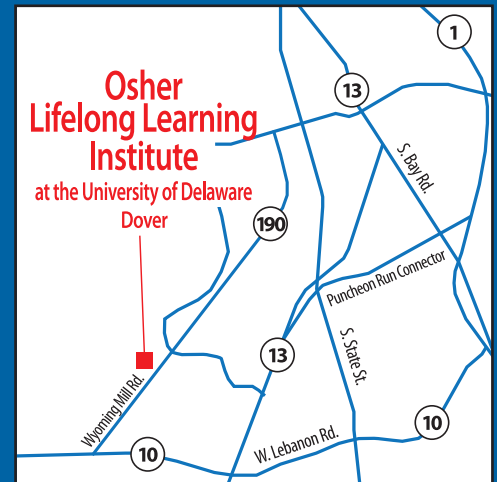 1
13
Osher
Lifelong Learning
Institute
at the University of Delaware
Dover
S. Bay Rd.
190
Puncheon Run Connector
13
S. State St.
Wyoming Mill Rd.
10
W. Lebanon Rd.
10